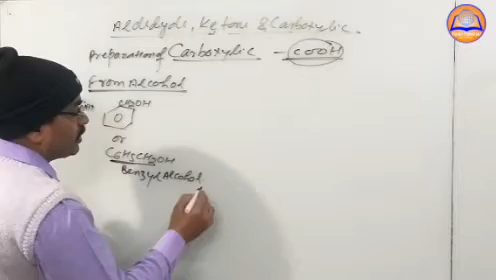 Aldehyde, Ketone & Carboxylic.
Preparation of Carboxylic - COOH
From Alcohol
CH2OH
or
C6H5CH2OH
Benzyl Alcohol.